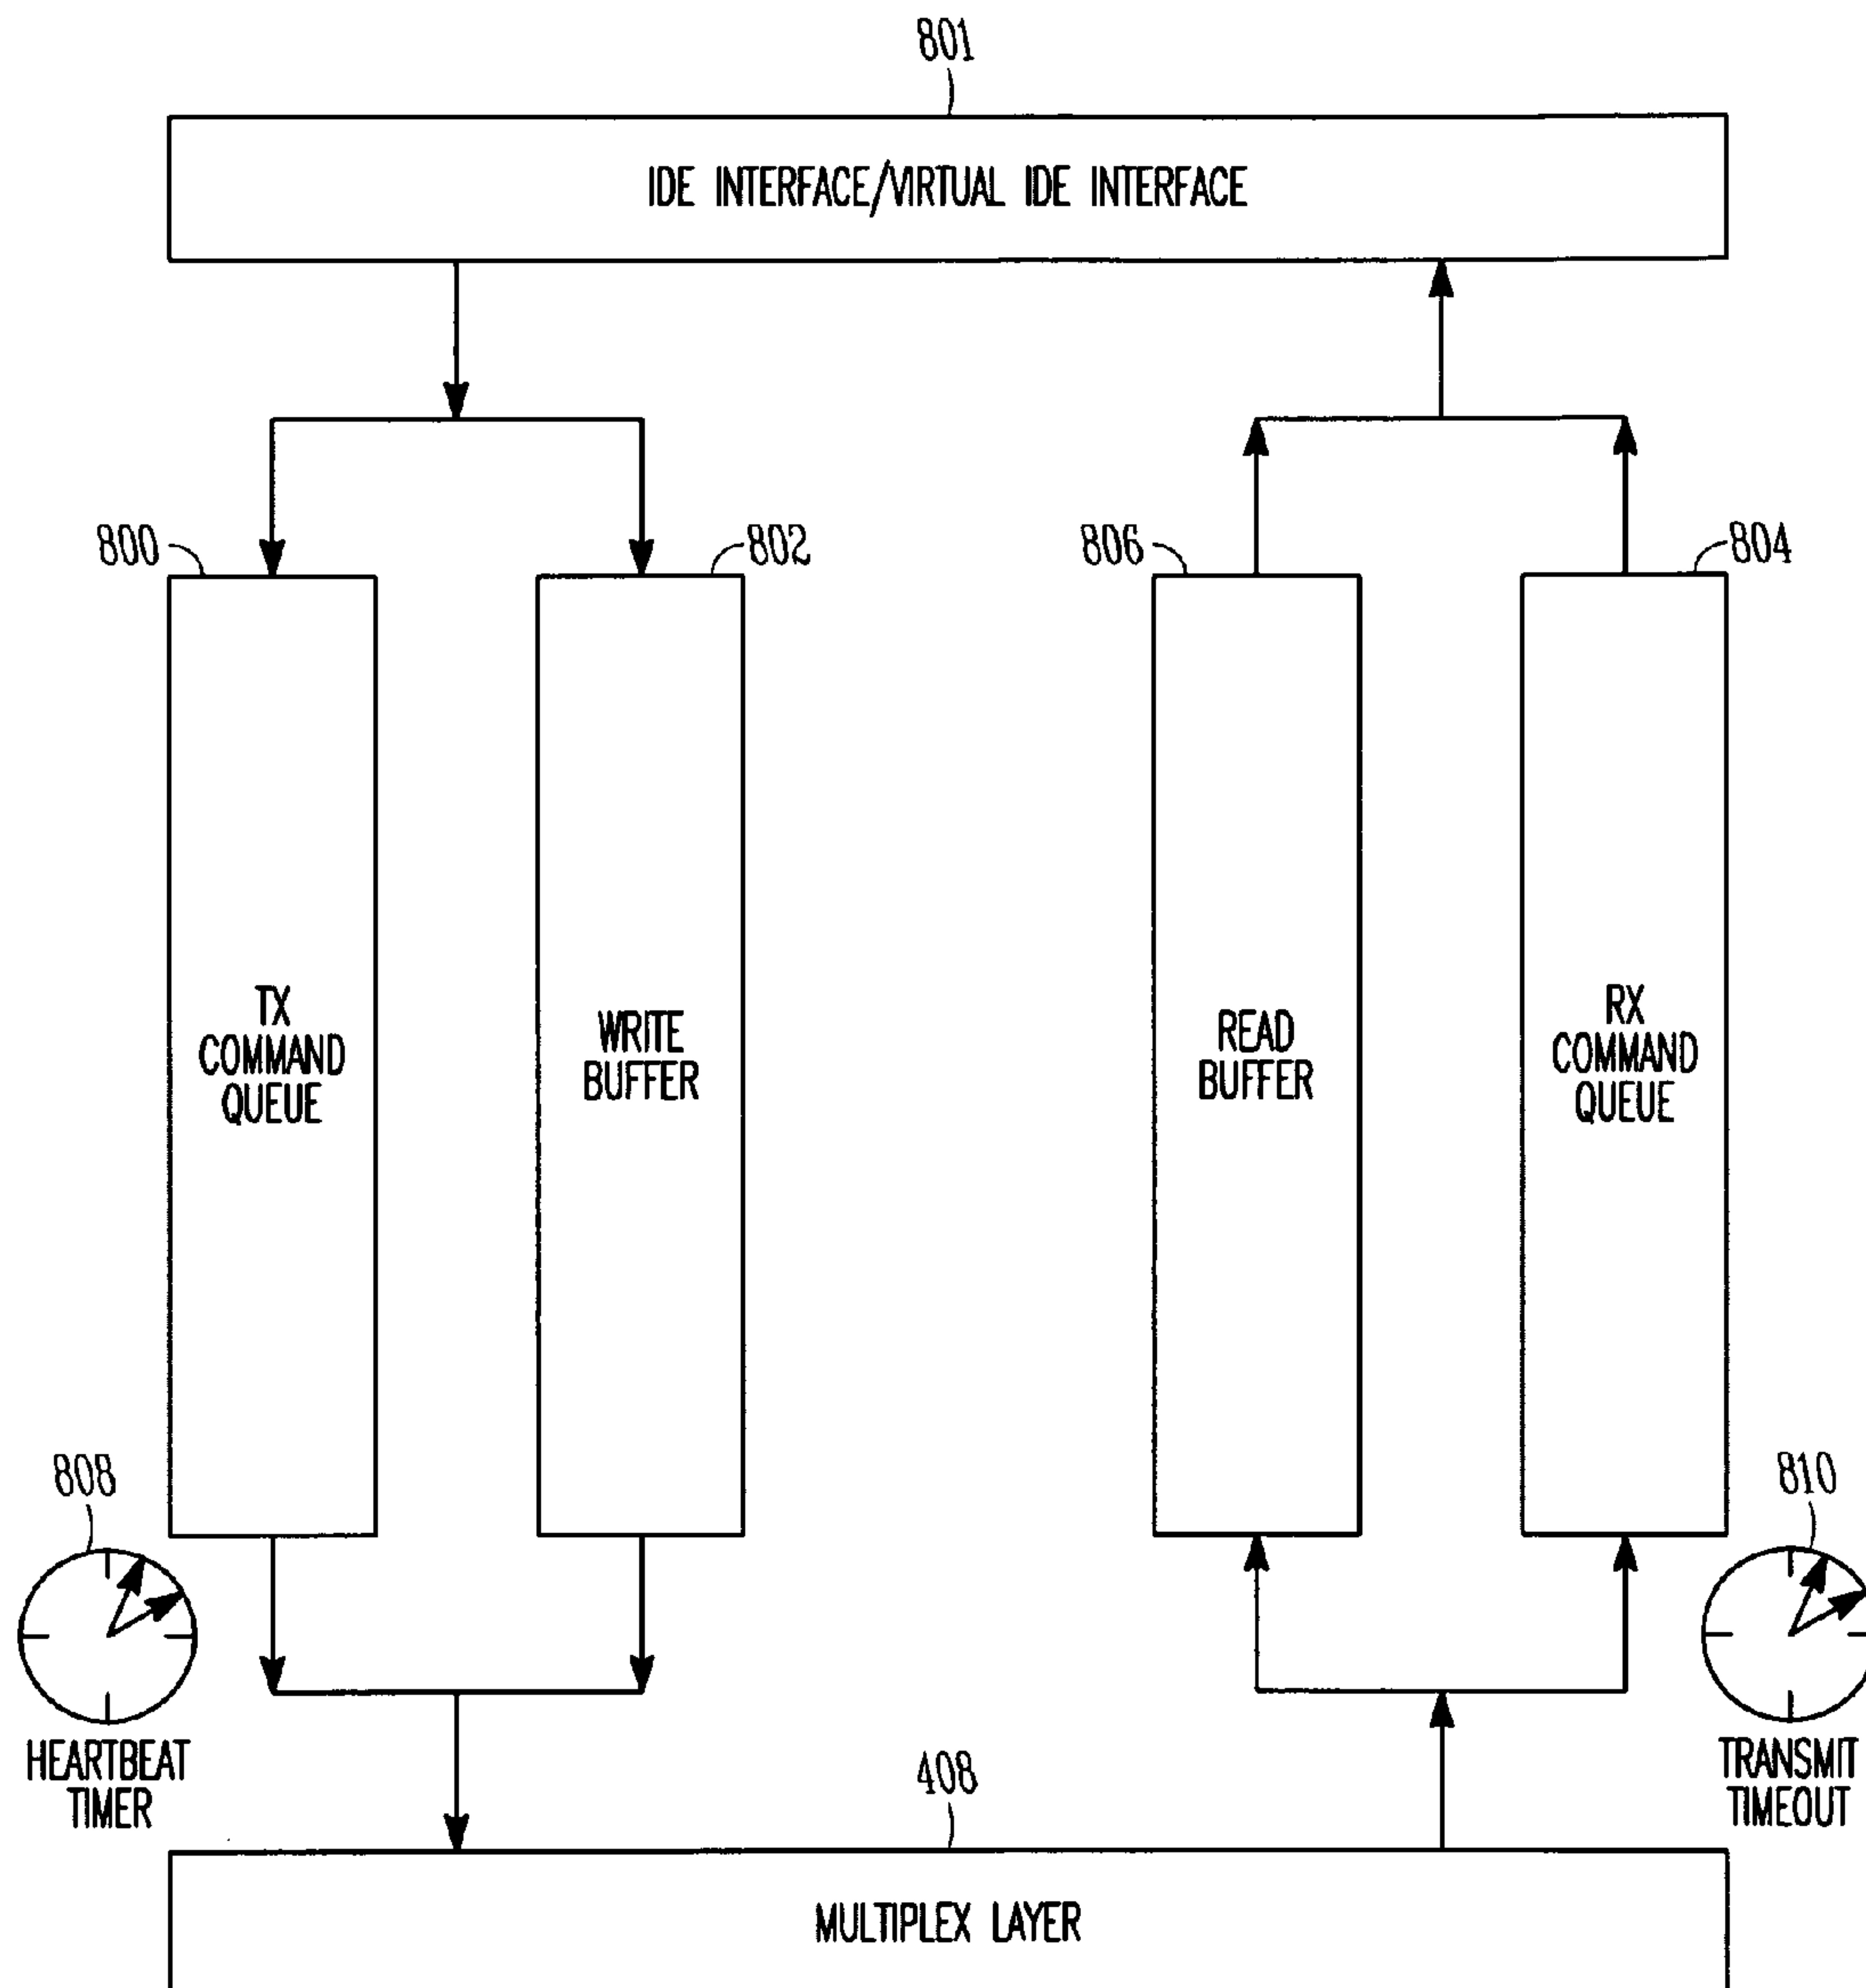 801
IDE INTERFACE/VIRTUAL IDE INTERFACE
800
802
806
804
TX
COMMAND
QUEUE
WRITE
BUFFER
READ
BUFFER
RX
COMMAND
QUEUE
808
HEARTBEAT
TIMER
810
TRANSMIT
TIMEOUT
408
MULTIPLEX LAYER